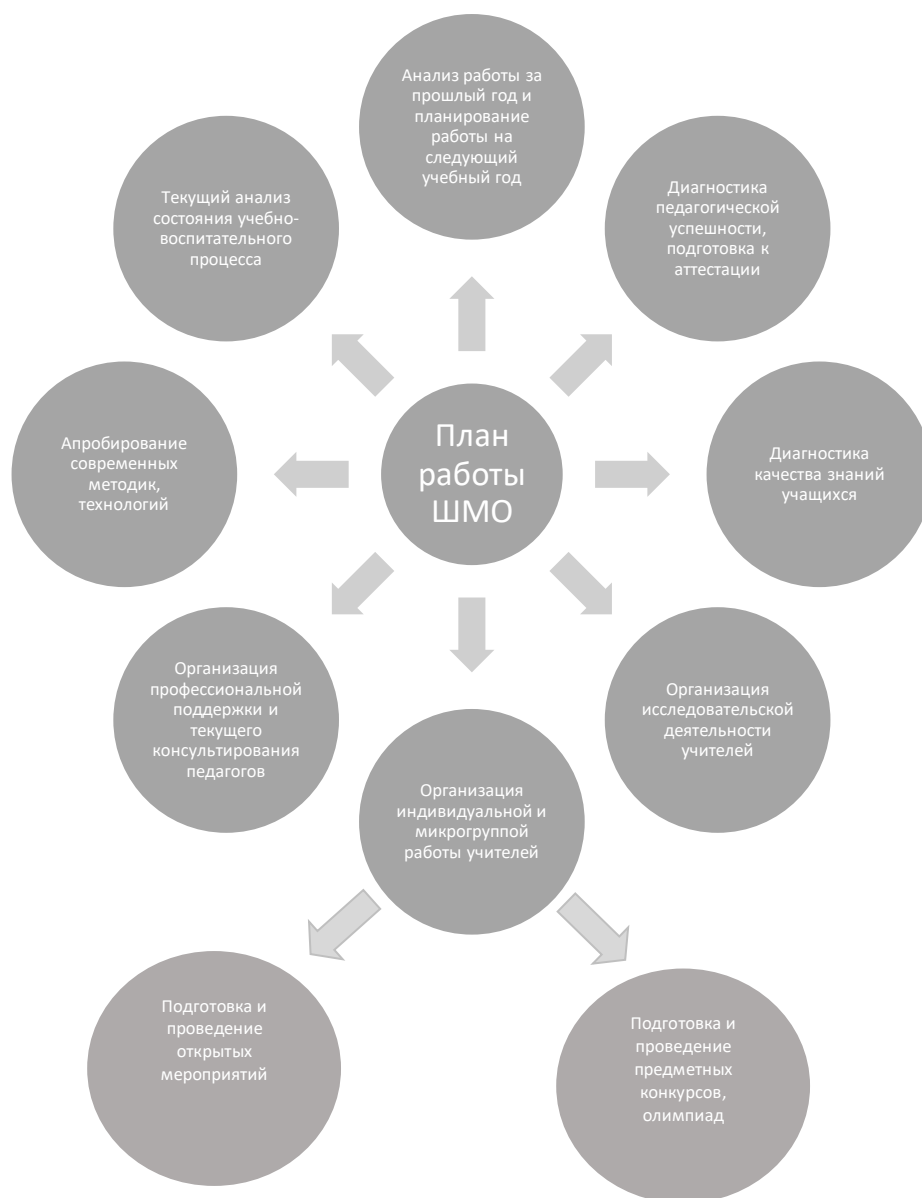 Анализ работы за
прошлый год и
планирование
работы на
следующий
учебный год
Диагностика
педагогической
успешности,
подготовка к
аттестации
Диагностика
качества знаний
учащихся
Организация
исследовательской
деятельности
учителей
Организация
индивидуальной и
микрогруппой
работы учителей
Организация
профессиональной
поддержки и
текущего
консультирования
педагогов
Апробирование
современных
методик,
технологий
Текущий анализ
состояния учебно-
воспитательного
процесса
План
работы
ШМО
Подготовка и
проведение
открытых
мероприятий
Подготовка и
проведение
предметных
конкурсов,
олимпиад